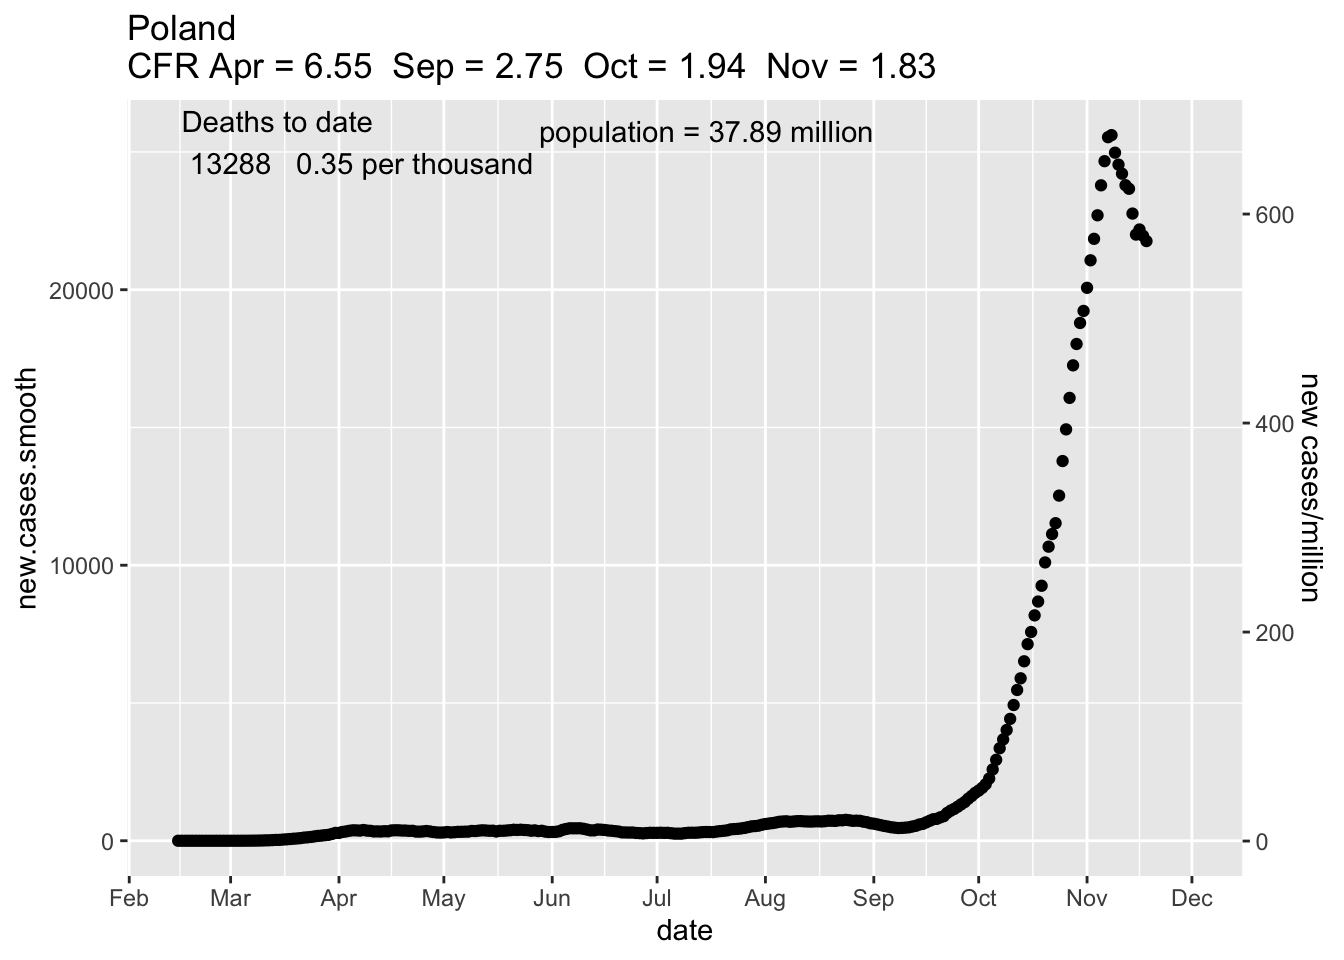 Poland
CFR Apr = 6.55  Sep = 2.75  Oct = 1.94  Nov = 1.83
Deaths to date
13288   0.35 per thousand
population = 37.89 million
new.cases.smooth
20000
10000
0
600
400
200
0
new cases/million
Feb Mar Apr May Jun Jul Aug Sep Oct Nov Dec
date